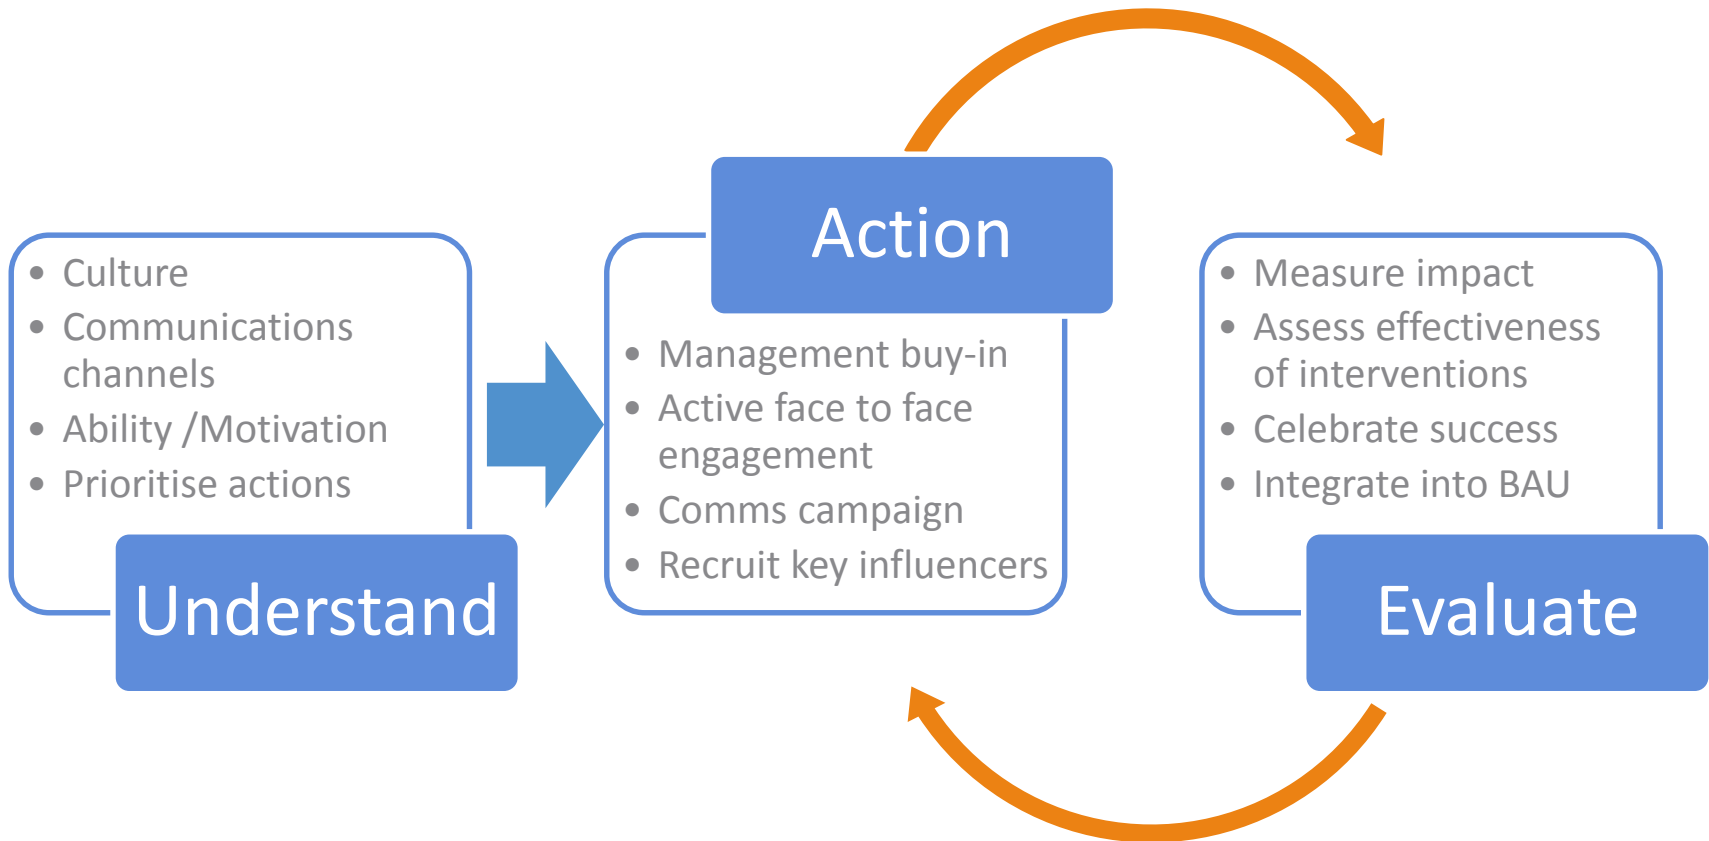 • Culture
• Communications
channels
• Ability /Motivation
• Prioritise actions
Understand
Action
• Management buy-in
• Active face to face
engagement
• Comms campaign
• Recruit key influencers
• Measure impact
• Assess effectiveness
of interventions
• Celebrate success
• Integrate into BAU
Evaluate